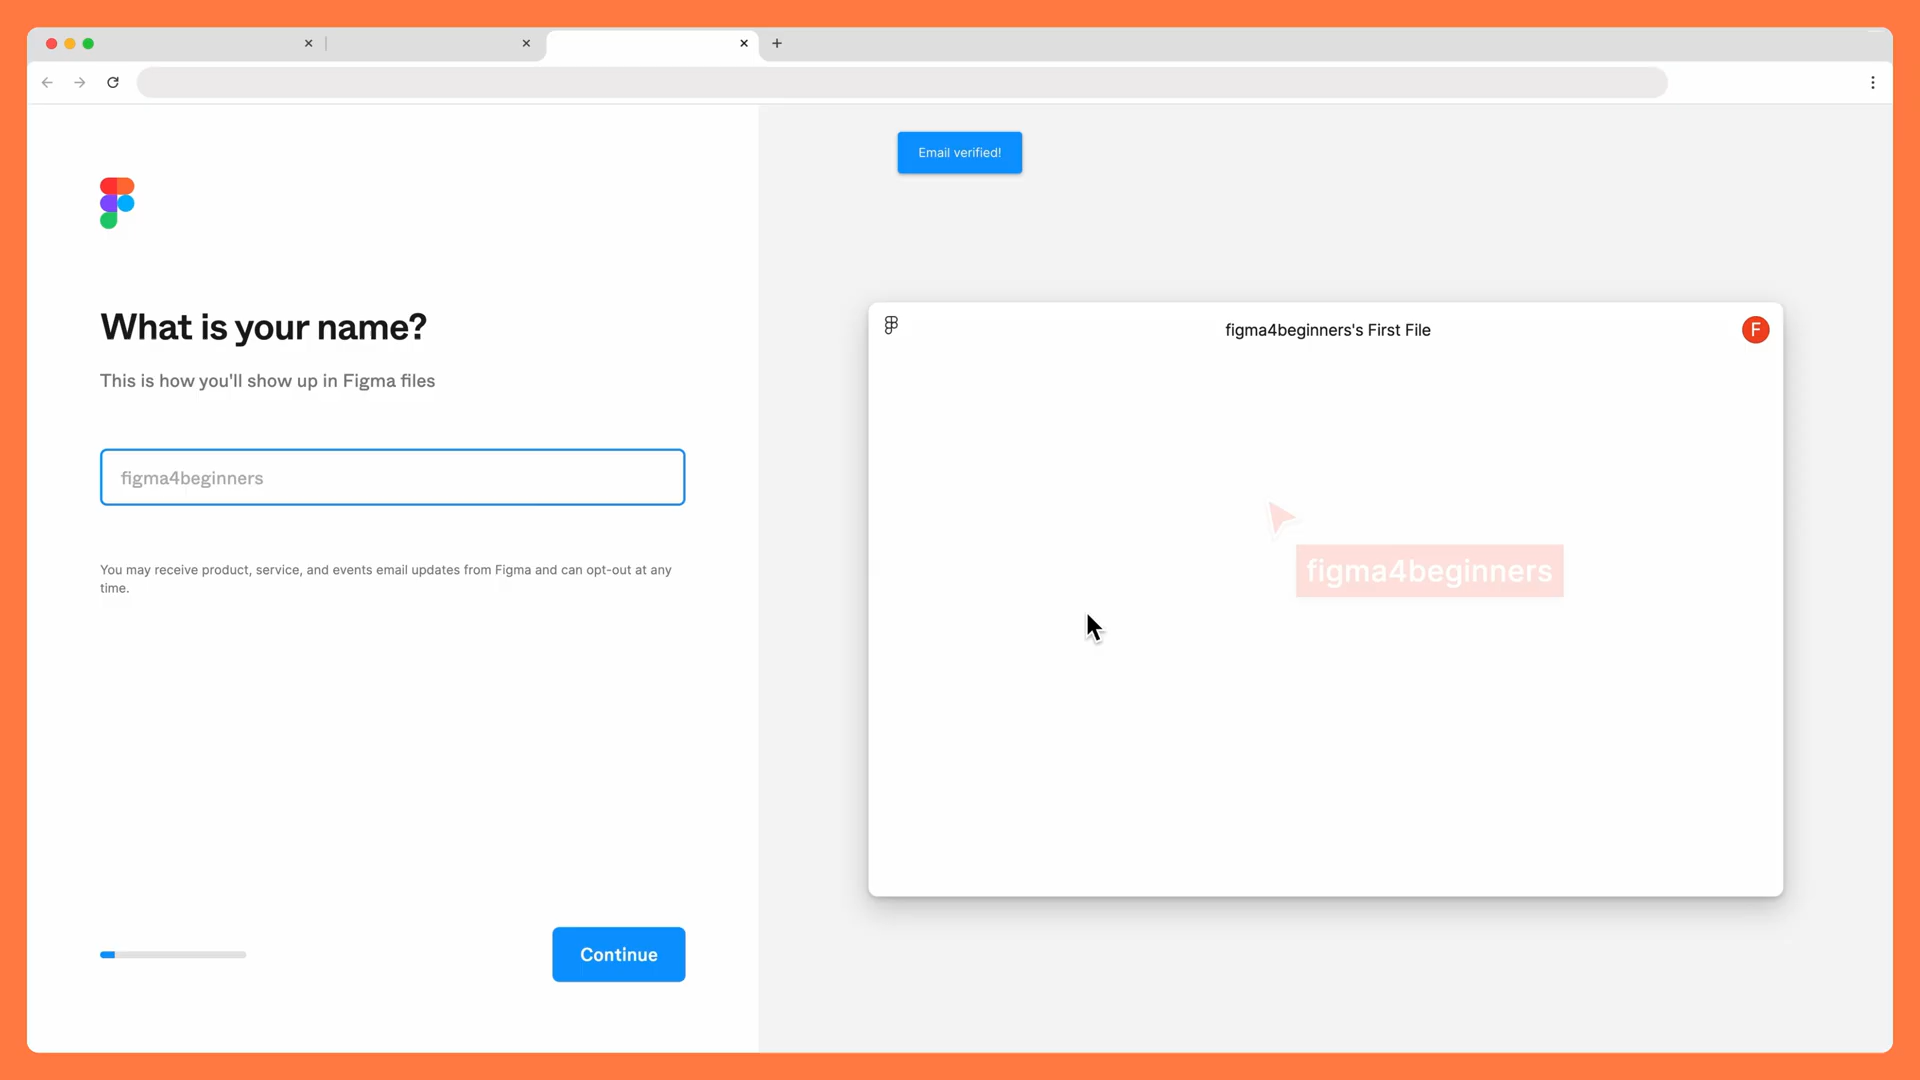 Email verified!
What is your name?
This is how you'll show up in Figma files
figma4beginners
You may receive product, service, and events email updates from Figma and can opt-out at any
time.
Continue
figma4beginners's First File
F
figma4beginners